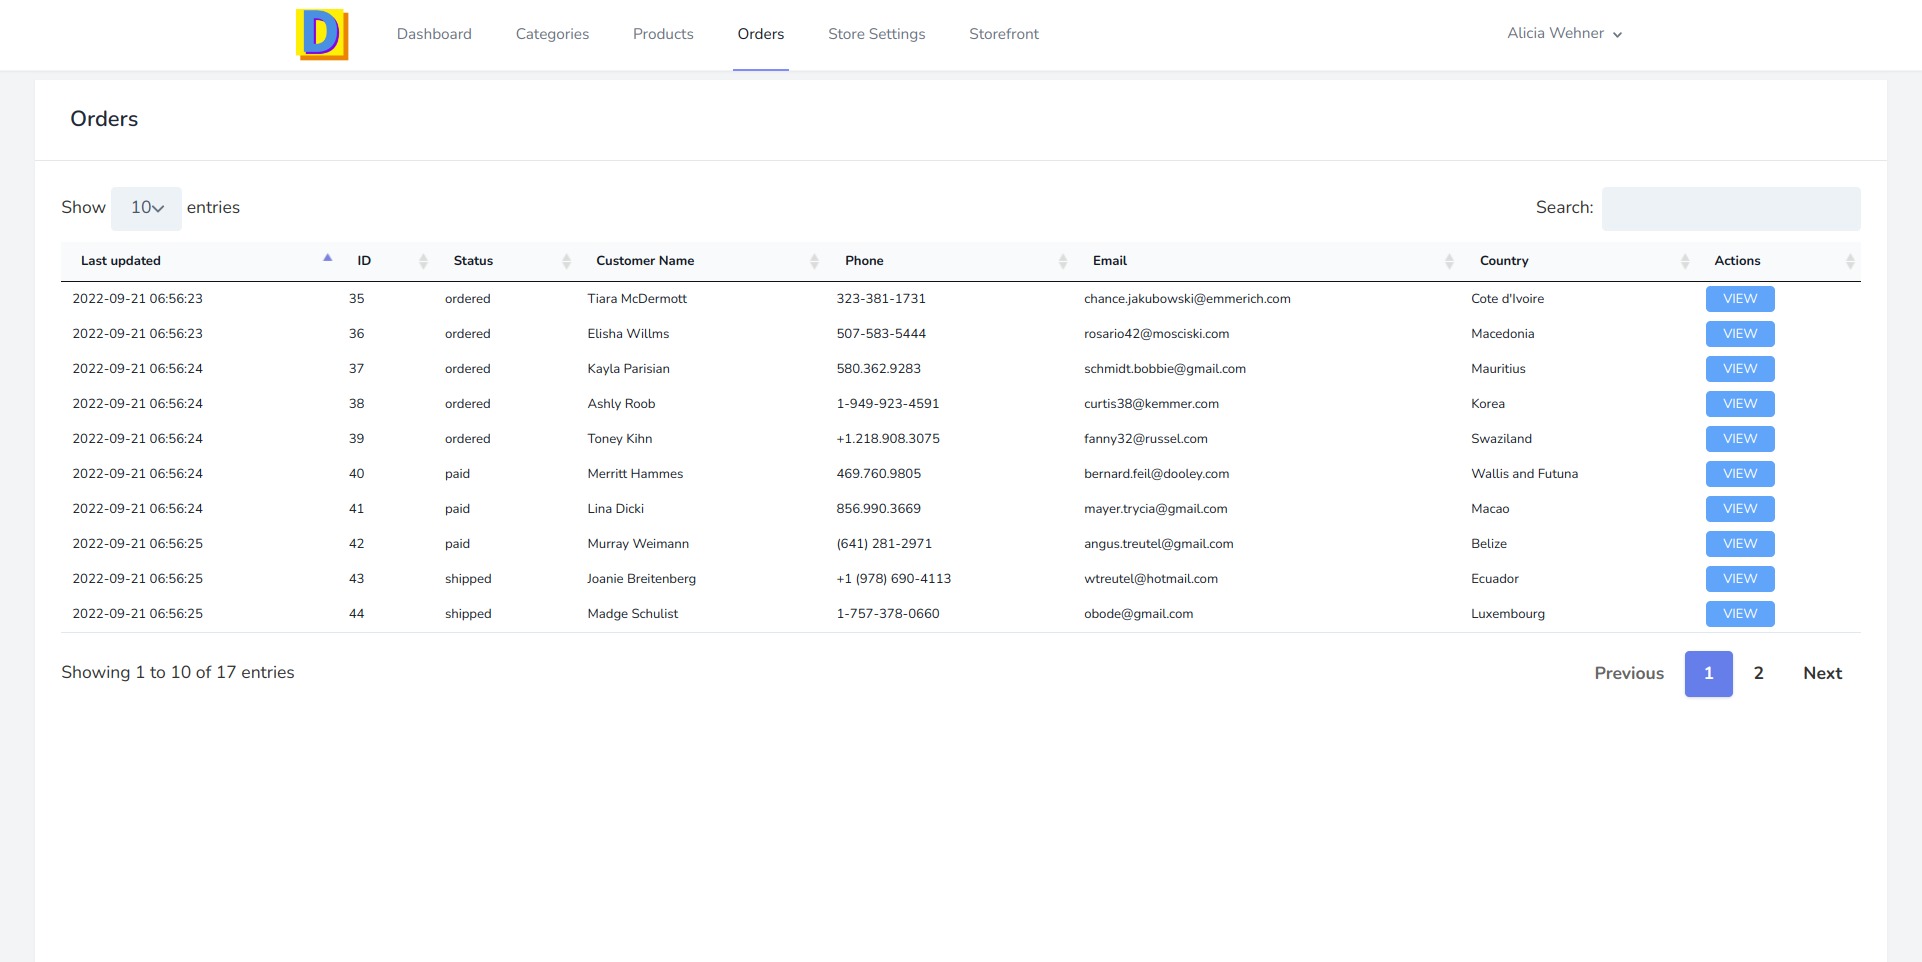 D Dashboard Categories Products Orders Store Settings Storefront Alicia Wehner
Orders
Show 10 entries Search:
Last updated ID Status Customer Name Phone Email Country Actions
2022-09-21 06:56:23 35 ordered Tiara McDermott 323-381-1731 chance.jakubowski@emmerich.com Cote d'Ivoire VIEW
2022-09-21 06:56:23 36 ordered Elisha Willms 507-583-5444 rosario42@mosciski.com Macedonia VIEW
2022-09-21 06:56:24 37 ordered Kayla Parisian 580.362.9283 schmidt.bobbie@gmail.com Mauritius VIEW
2022-09-21 06:56:24 38 ordered Ashly Roob 1-949-923-4591 curtis38@kemmer.com Korea VIEW
2022-09-21 06:56:24 39 ordered Toney Kihn +1.218.908.3075 fanny32@russel.com Swaziland VIEW
2022-09-21 06:56:24 40 paid Merritt Hammes 469.760.9805 bernard.feil@dooley.com Wallis and Futuna VIEW
2022-09-21 06:56:24 41 paid Lina Dicki 856.990.3669 mayer.trycia@gmail.com Macao VIEW
2022-09-21 06:56:25 42 paid Murray Weimann (641) 281-2971 angus.treutel@gmail.com Belize VIEW
2022-09-21 06:56:25 43 shipped Joanie Breitenberg +1 (978) 690-4113 wtreutel@hotmail.com Ecuador VIEW
2022-09-21 06:56:25 44 shipped Madge Schulist 1-757-378-0660 obode@gmail.com Luxembourg VIEW
Showing 1 to 10 of 17 entries Previous 1 2 Next